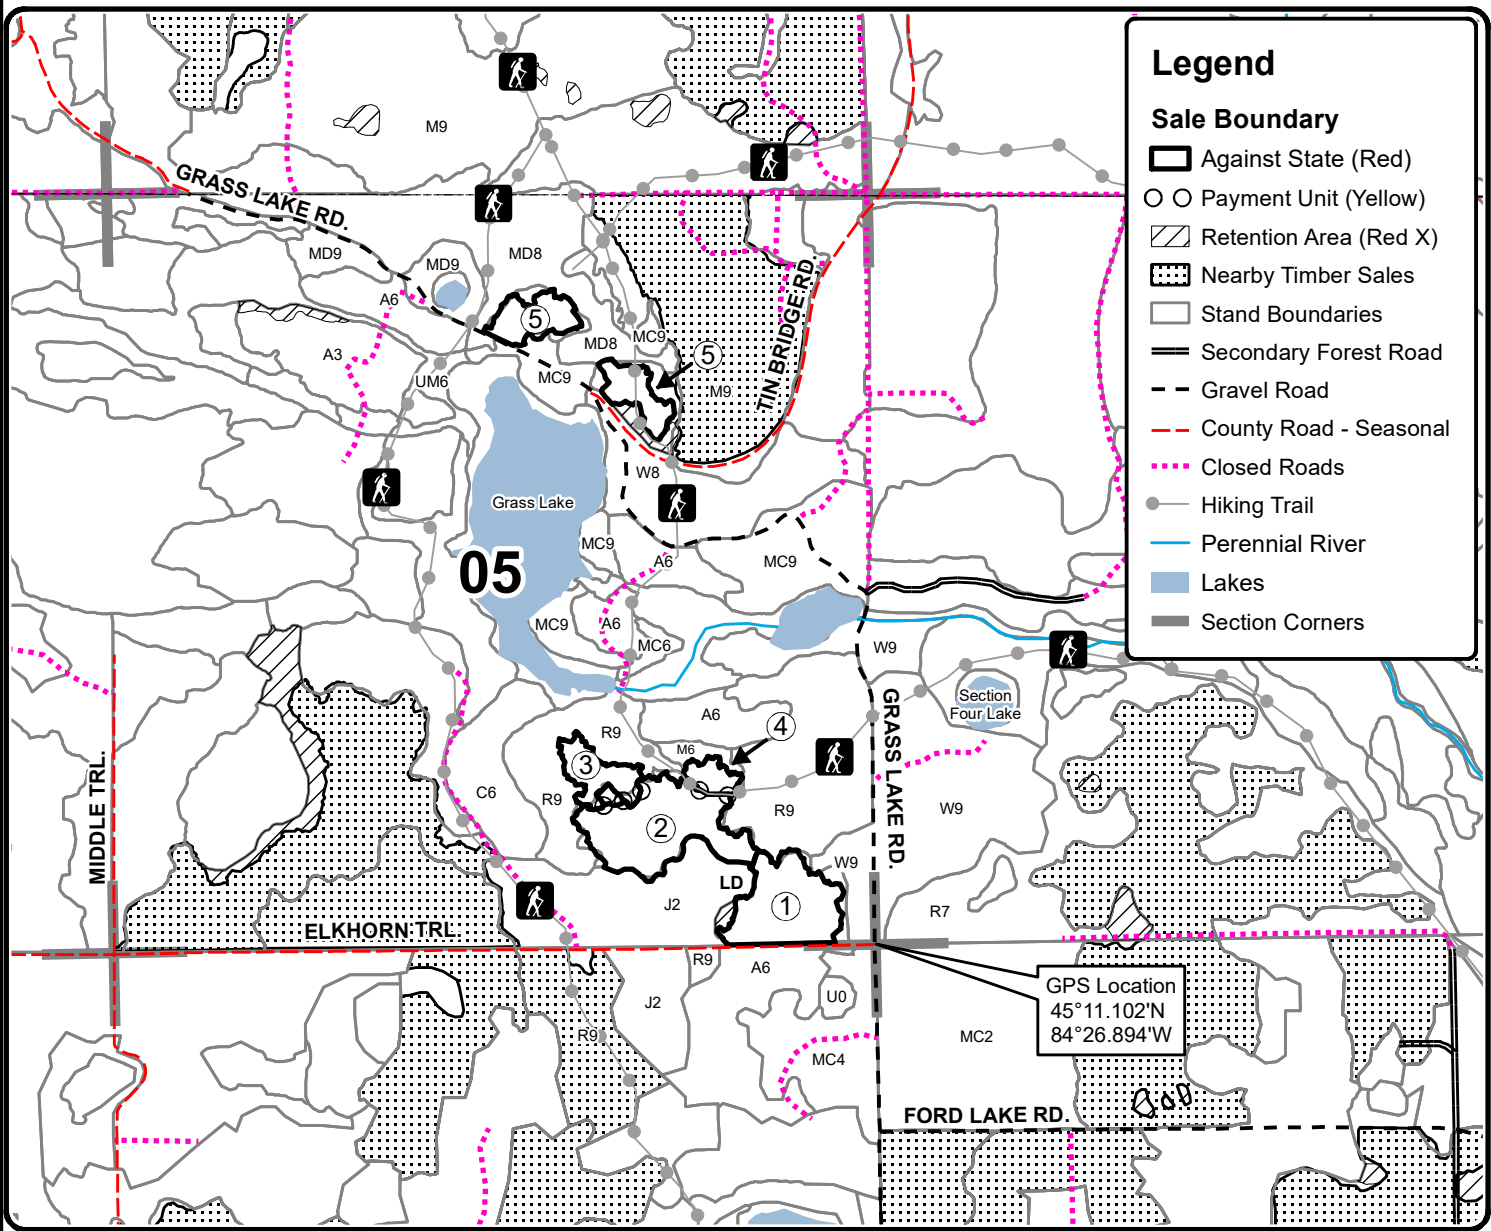 Legend
Sale Boundary
Against State (Red)
Payment Unit (Yellow)
Retention Area (Red X)
Nearby Timber Sales
Stand Boundaries
Secondary Forest Road
Gravel Road
County Road - Seasonal
Closed Roads
Hiking Trail
Perennial River
Lakes
Section Corners
M9
GRASS LAKE RD.
MD9
MD9
MD8
A6
5
MC9
MD8
5
A3
UM6
MC9
M9
TIN BRIDGE RD.
W8
Grass Lake
MC9
A6
MC9
05
MC9
A6
MC6
W9
Section
Four Lake
GRASS LAKE RD.
A6
R9
4
M6
3
MIDDLE TRL.
C6
R9
R9
W9
2
W9
LD
J2
1
R7
ELKHORN TRL.
R9
A6
GPS Location
45°11.102'N
84°26.894'W
J2
U0
R9
MC4
MC2
FORD LAKE RD.